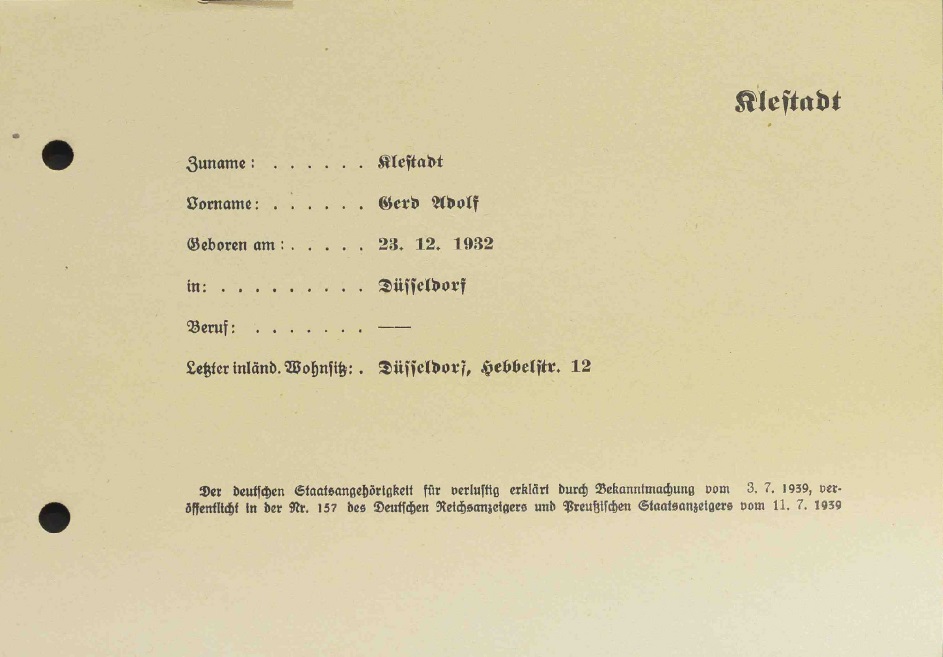 Klestadt
Zuname: . . . . . . Klestadt
Vorname: . . . . . . Gerd Adolf
Geboren am: . . . . . 23. 12. 1932
in: . . . . . . . . . Düsseldorf
Beruf: . . . . . . . ——
Letzter inländ. Wohnsitz: . Düsseldorf, Hebbelstr. 12
Der deutschen Staatsangehörigkeit für verlustig erklärt durch Bekanntmachung vom 3. 7. 1939, ver-
öffentlicht in der Nr. 157 des Deutschen Reichsanzeigers und Preußischen Staatsanzeigers vom 11. 7. 1939